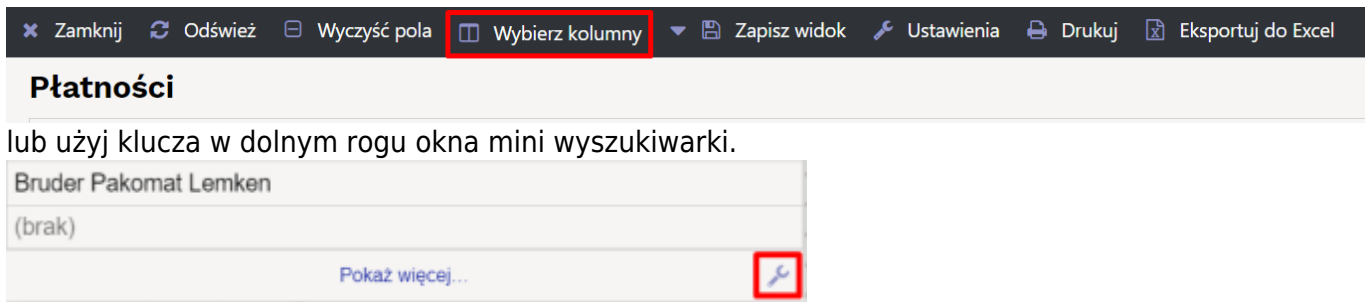 Zamknij Odśwież Wyczyść pola Wybierz kolumny Zapisz widok Ustawienia Drukuj Eksportuj do Excel
Płatności
lub użyj klucza w dolnym rogu okna mini wyszukiwarki.
Bruder Pakomat Lemken
(brak)
Pokaż więcej...